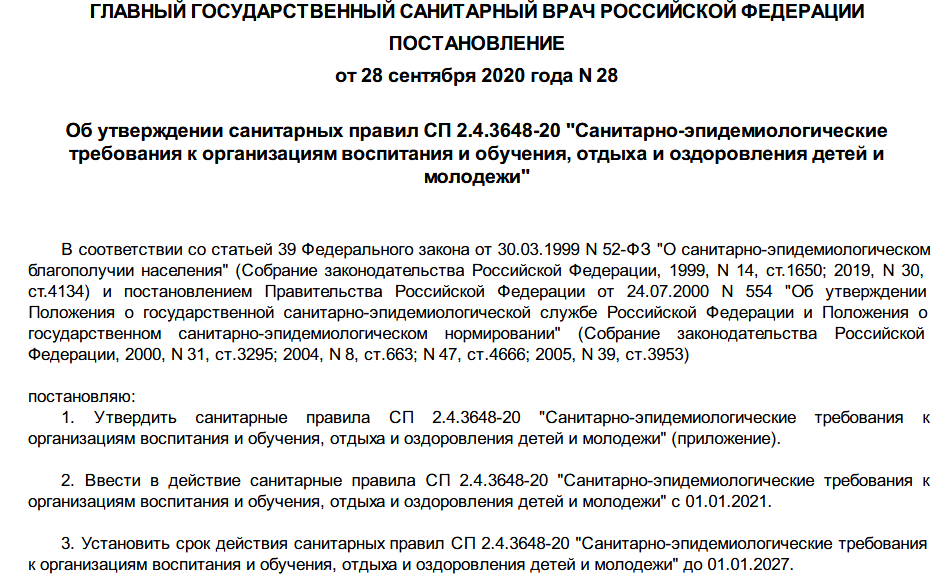 ГЛАВНЫЙ ГОСУДАРСТВЕННЫЙ САНИТАРНЫЙ ВРАЧ РОССИЙСКОЙ ФЕДЕРАЦИИ
ПОСТАНОВЛЕНИЕ
от 28 сентября 2020 года N 28
Об утверждении санитарных правил СП 2.4.3648-20 "Санитарно-эпидемиологические
требования к организациям воспитания и обучения, отдыха и оздоровления детей и
молодежи"
В соответствии со статьей 39 Федерального закона от 30.03.1999 N 52-ФЗ "О санитарно-эпидемиологическом
благополучии населения" (Собрание законодательства Российской Федерации, 1999, N 14, ст.1650; 2019, N 30,
ст.4134) и постановлением Правительства Российской Федерации от 24.07.2000 N 554 "Об утверждении
Положения о государственной санитарно-эпидемиологической службе Российской Федерации и Положения о
государственном санитарно-эпидемиологическом нормировании" (Собрание законодательства Российской
Федерации, 2000, N 31, ст.3295; 2004, N 8, ст.663; N 47, ст.4666; 2005, N 39, ст.3953)
постановляю:
1. Утвердить санитарные правила СП 2.4.3648-20 "Санитарно-эпидемиологические требования к
организациям воспитания и обучения, отдыха и оздоровления детей и молодежи" (приложение).
2. Ввести в действие санитарные правила СП 2.4.3648-20 "Санитарно-эпидемиологические требования к
организациям воспитания и обучения, отдыха и оздоровления детей и молодежи" с 01.01.2021.
3. Установить срок действия санитарных правил СП 2.4.3648-20 "Санитарно-эпидемиологические требования
к организациям воспитания и обучения, отдыха и оздоровления детей и молодежи" до 01.01.2027.